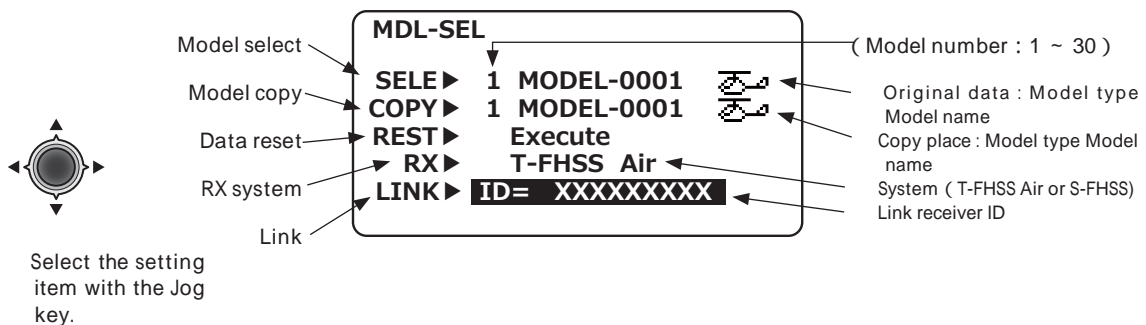 MDL-SEL
Model select
( Model number : 1 ~ 30 )
SELE▶ 1 MODEL-0001
Model copy
COPY▶ 1 MODEL-0001
Original data : Model type
Model name
Data reset
REST▶ Execute
Copy place : Model type Model
name
RX system
RX▶ T-FHSS Air
System ( T-FHSS Air or S-FHSS)
LINK▶ ID= XXXXXXXXX
Link receiver ID
Link
Select the setting
item with the Jog
key.